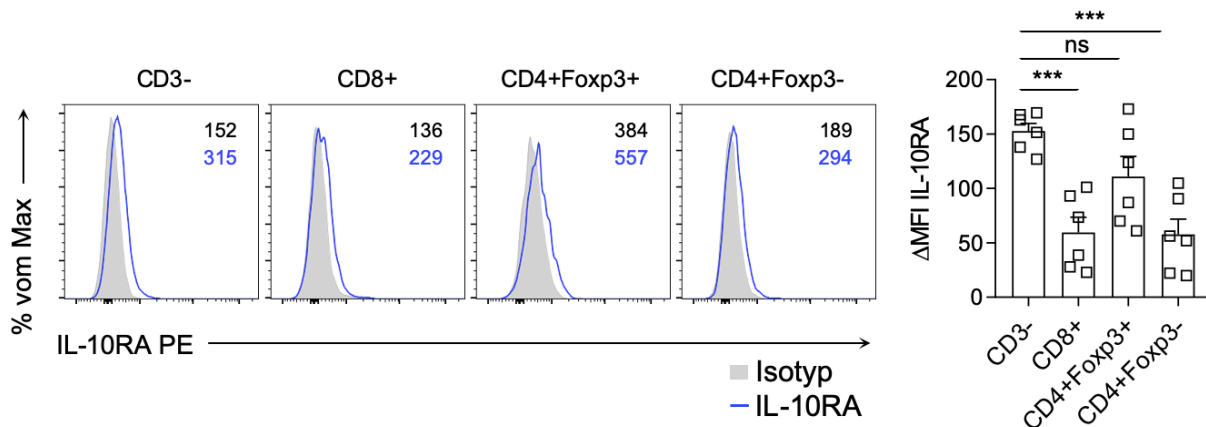 CD3-
152
315
CD8+
136
229
CD4+Foxp3+
384
557
CD4+Foxp3-
189
294
% vom Max
IL-10RA PE
Isotyp
IL-10RA
***
ns
***
200
150
100
50
0
ΔMFI IL-10RA
CD3-
CD8+
CD4+Foxp3+
CD4+Foxp3-